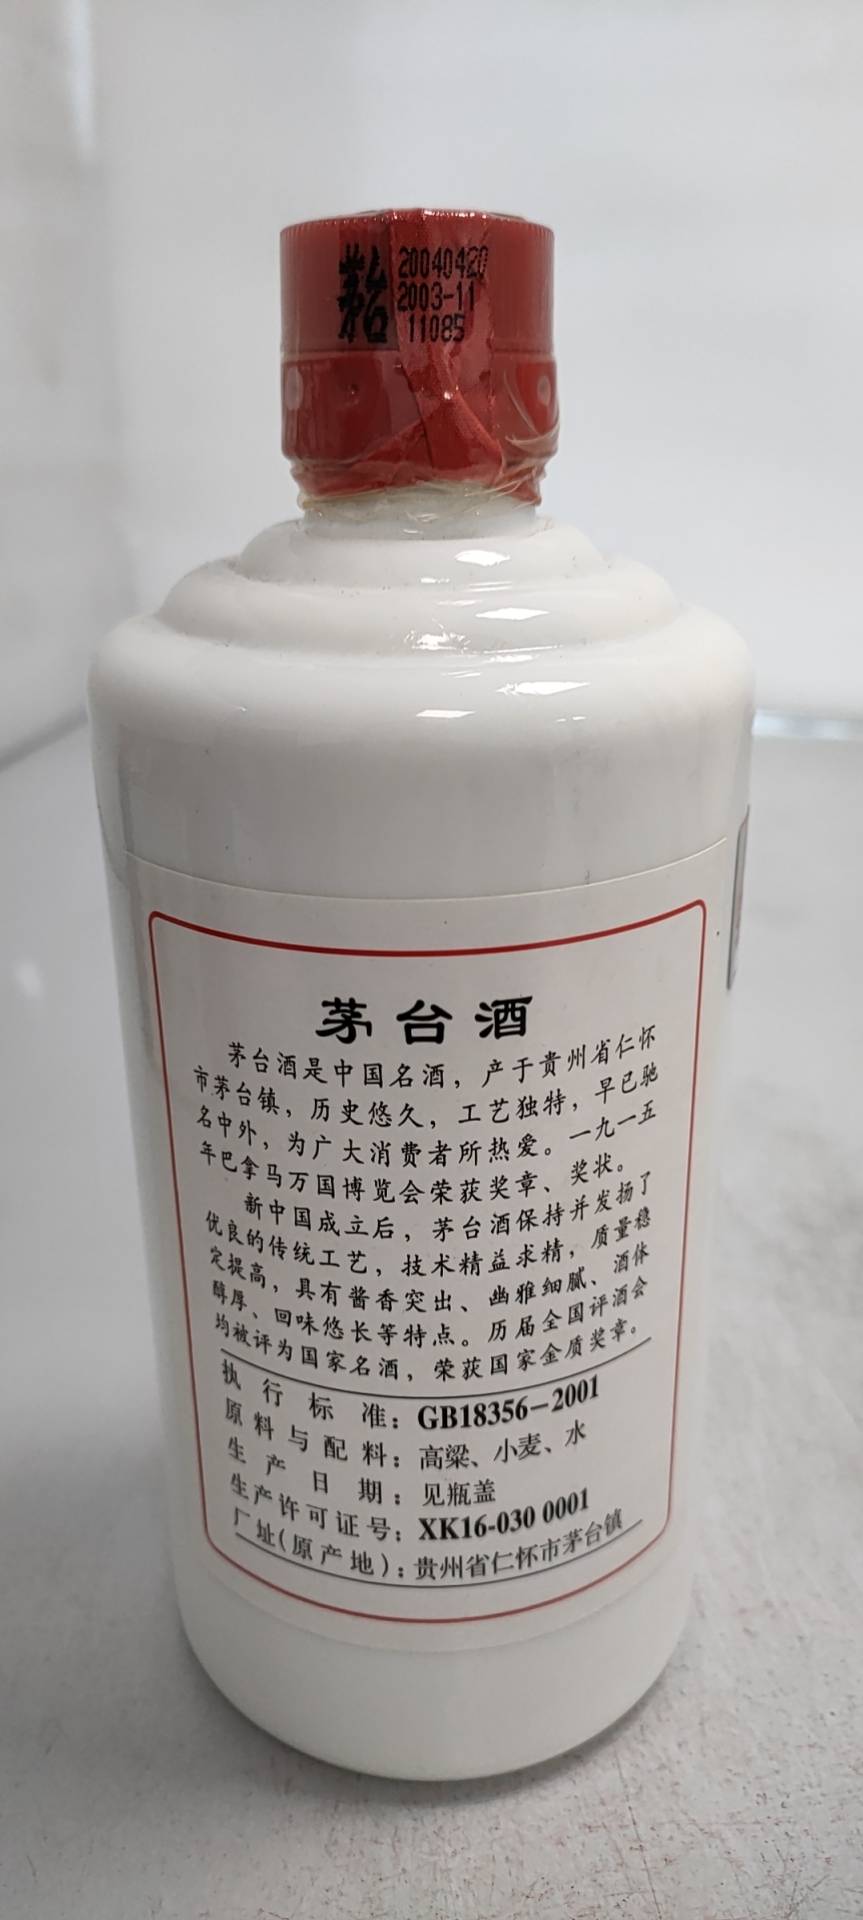 茅台
20040420
2003-11
11085
茅台酒
茅台酒是中国名酒，产于贵州省仁怀
市茅台镇，历史悠久，工艺独特，早已驰
名中外，为广大消费者所热爱。一九一五
年巴拿马万国博览会荣获奖章、奖状。
新中国成立后，茅台酒保持并发扬了
优良的传统工艺，技术精益求精，质量稳
定提高，具有酱香突出、幽雅细腻、酒体
醇厚、回味悠长等特点。历届全国评酒会
均被评为国家名酒，荣获国家金质奖章。
执行标准：GB18356-2001
原料与配料：高粱、小麦、水
生产日期：见瓶盖
生产许可证号：XK16-030 0001
厂址(原产地)：贵州省仁怀市茅台镇